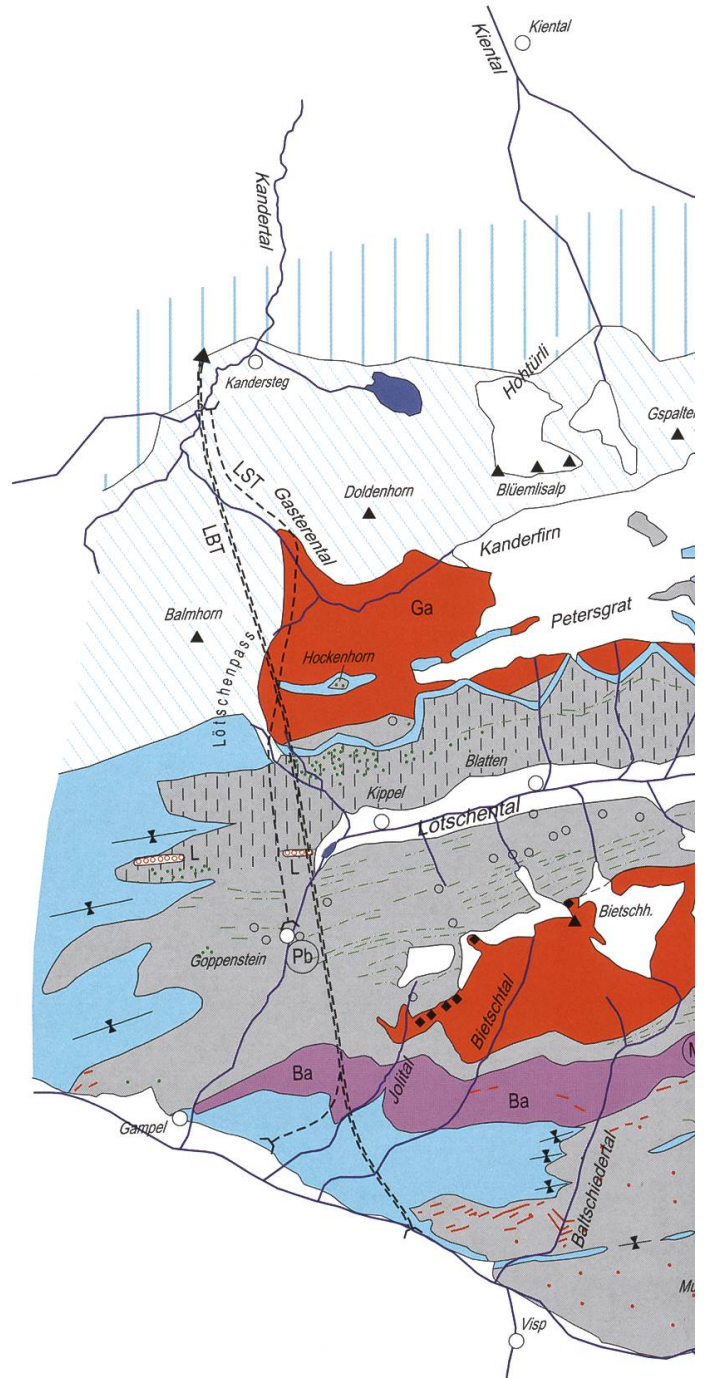 Kiental
Kiental
Kandertal
Kandersteg
Hohtürli
Gspalten
LST
Doldenhorn
Blüemlisalp
Gasterental
LBT
Kanderfirn
Balmhorn
Ga
Petersgrat
Hockenhorn
Lötschenpass
Blatten
Kippel
Lötschental
Bietschh.
Goppenstein
Pb
Bietschtal
Jolital
Ba
Ba
Gampel
Baltschiedertal
Visp